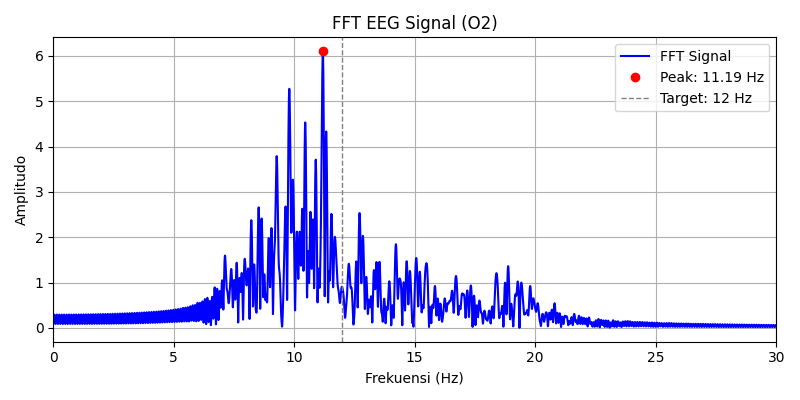 FFT EEG Signal (O2)
FFT Signal
Peak: 11.19 Hz
Target: 12 Hz
Amplitudo
6
5
4
3
2
1
0
0 5 10 15 20 25 30
Frekuensi (Hz)